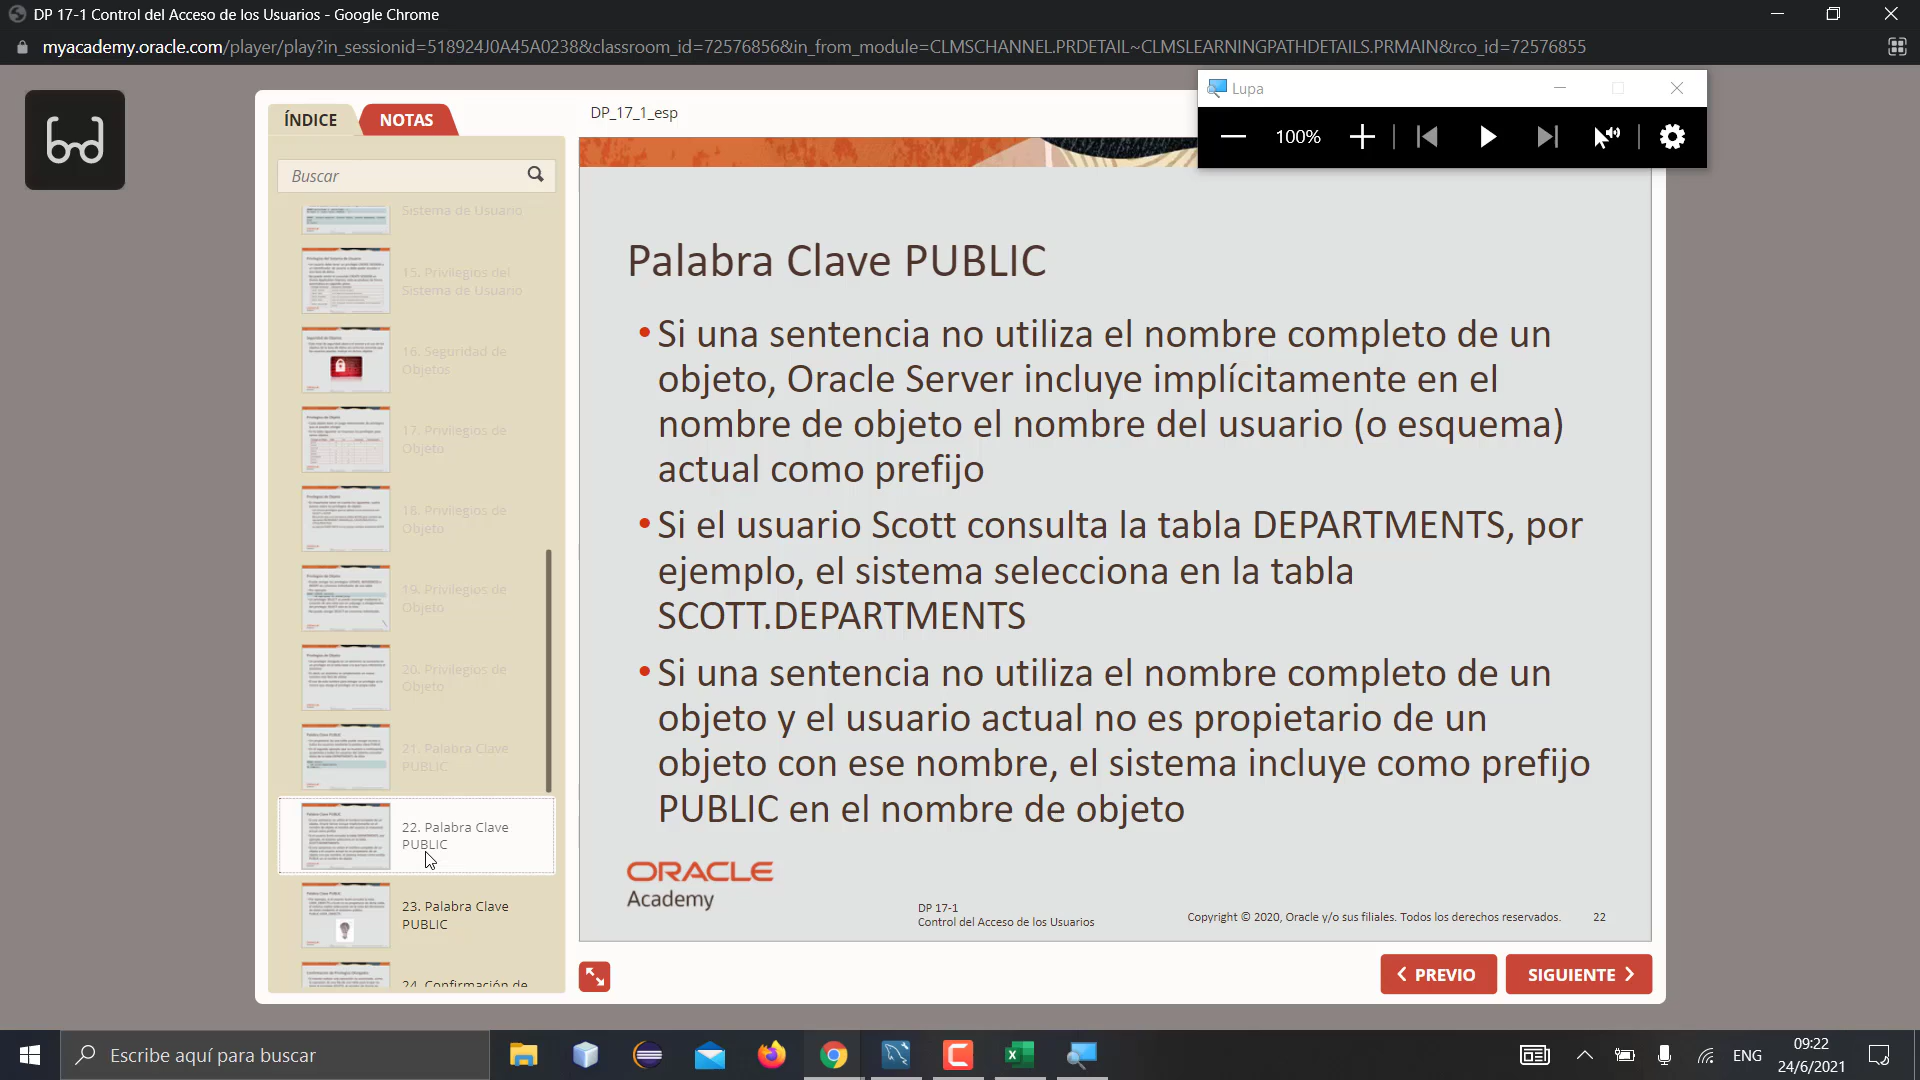 DP 17-1 Control del Acceso de los Usuarios - Google Chrome
myacademy.oracle.com/player/play?in_sessionid=518924J0A45A0238&classroom_id=72576856&in_from_module=CLMSCHANNEL.PRDETAIL~CLMSLEARNINGPATHDETAILS.PRMAIN&rco_id=72576855
Lupa
100%
ÍNDICE
NOTAS
DP_17_1_esp
Buscar
Sistema de Usuario
15. Privilegios del
Sistema de Usuario
16. Seguridad de
Objetos
17. Privilegios de
Objeto
18. Privilegios de
Objeto
19. Privilegios de
Objeto
20. Privilegios de
Objeto
21. Palabra Clave
PUBLIC
22. Palabra Clave
PUBLIC
23. Palabra Clave
PUBLIC
24. Confirmación de
Palabra Clave PUBLIC
•Si una sentencia no utiliza el nombre completo de un
objeto, Oracle Server incluye implícitamente en el
nombre de objeto el nombre del usuario (o esquema)
actual como prefijo
•Si el usuario Scott consulta la tabla DEPARTMENTS, por
ejemplo, el sistema selecciona en la tabla
SCOTT.DEPARTMENTS
•Si una sentencia no utiliza el nombre completo de un
objeto y el usuario actual no es propietario de un
objeto con ese nombre, el sistema incluye como prefijo
PUBLIC en el nombre de objeto
ORACLE
Academy
DP 17-1
Control del Acceso de los Usuarios
Copyright © 2020, Oracle y/o sus filiales. Todos los derechos reservados.
22
PREVIO
SIGUIENTE
Escribe aquí para buscar
ENG
09:22
24/6/2021